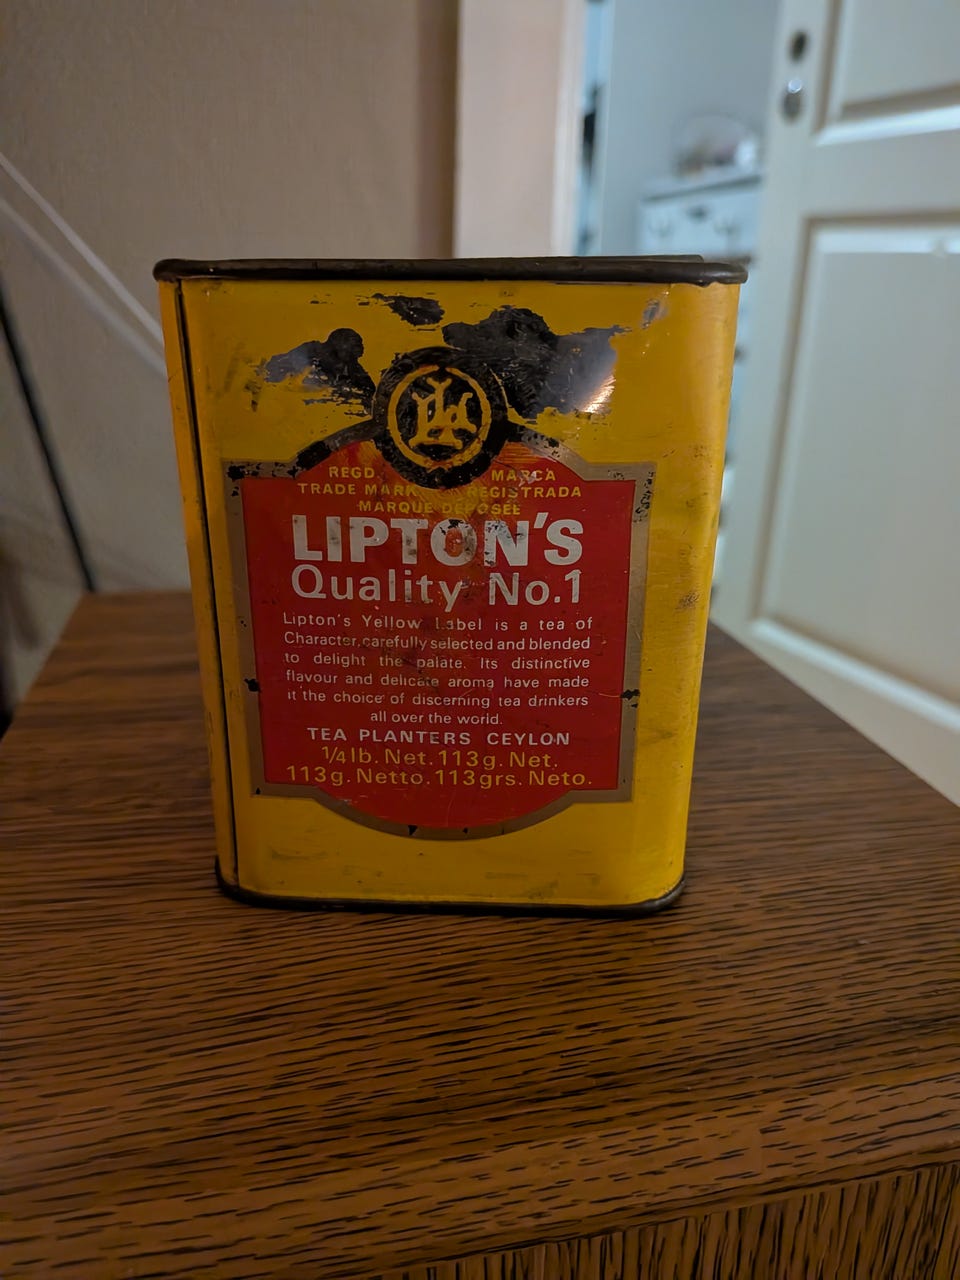 REGD. MARCA
TRADE MARK REGISTRADA
MARQUE DEPOSÉE
LIPTON'S
Quality No.1
Lipton's Yellow Label is a tea of
Character, carefully selected and blended
to delight the palate. Its distinctive
flavour and delicate aroma have made
it the choice of discerning tea drinkers
all over the world.
TEA PLANTERS CEYLON
1/4 lb. Net. 113 g. Net.
113g. Netto. 113grs. Neto.